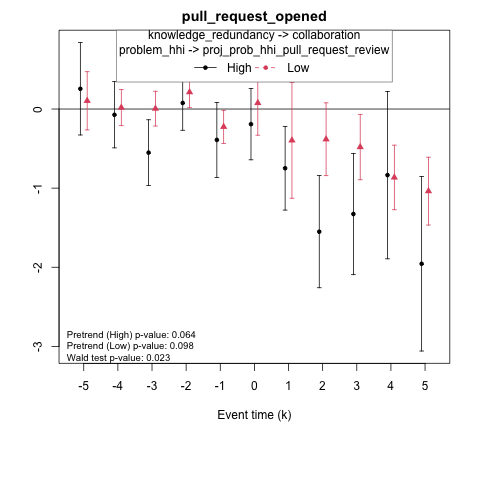 pull_request_opened
knowledge_redundancy -> collaboration
problem_hhi -> proj_prob_hhi_pull_request_review
High Low
0
-1
-2
-3
Pretrend (High) p-value: 0.064
Pretrend (Low) p-value: 0.098
Wald test p-value: 0.023
-5 -4 -3 -2 -1 0 1 2 3 4 5
Event time (k)